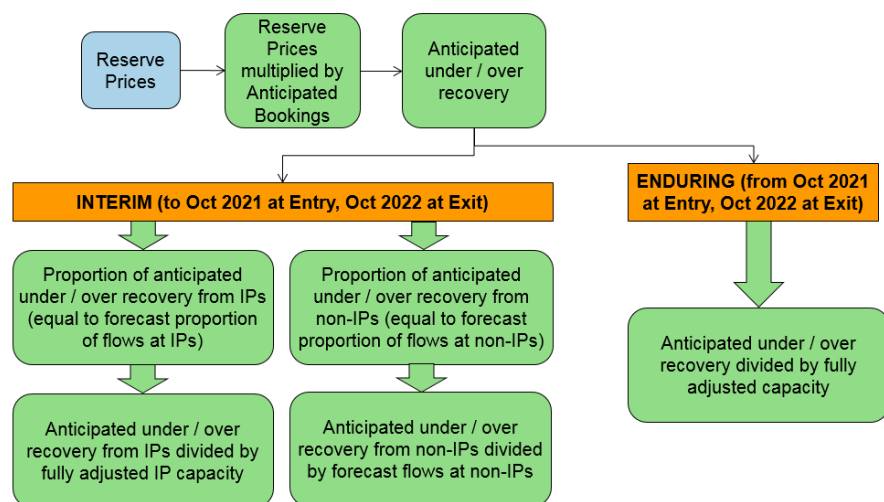 Reserve
Prices
Reserve
Prices
multiplied by
Anticipated
Bookings
Anticipated
under / over
recovery
INTERIM (to Oct 2021 at Entry, Oct 2022 at Exit)
ENDURING (from Oct 2021
at Entry, Oct 2022 at Exit)
Proportion of anticipated
under / over recovery from IPs
(equal to forecast proportion
of flows at IPs)
Proportion of anticipated
under / over recovery from
non-IPs (equal to forecast
proportion of flows at non-IPs)
Anticipated under / over
recovery divided by fully
adjusted capacity
Anticipated under / over
recovery from IPs divided by
fully adjusted IP capacity
Anticipated under / over
recovery from non-IPs divided
by forecast flows at non-IPs